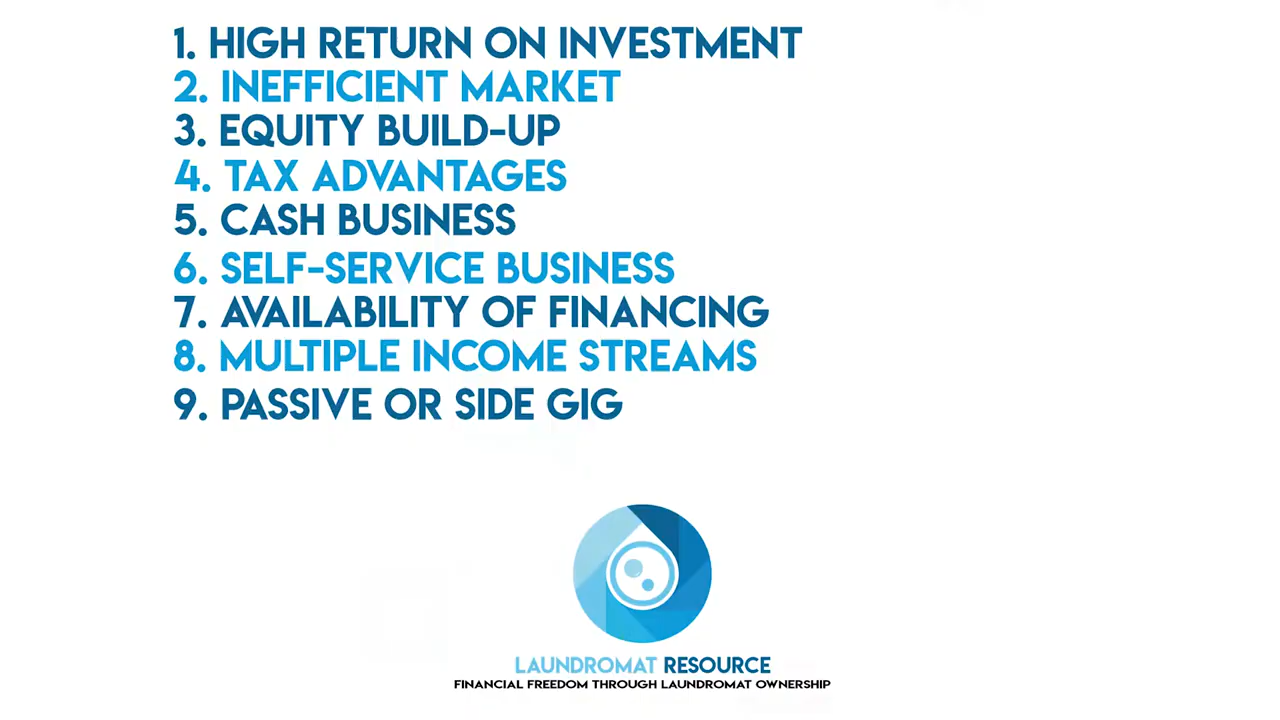 1. HIGH RETURN ON INVESTMENT
2. INEFFICIENT MARKET
3. EQUITY BUILD-UP
4. TAX ADVANTAGES
5. CASH BUSINESS
6. SELF-SERVICE BUSINESS
7. AVAILABILITY OF FINANCING
8. MULTIPLE INCOME STREAMS
9. PASSIVE OR SIDE GIG
LAUNDROMAT RESOURCE
FINANCIAL FREEDOM THROUGH LAUNDROMAT OWNERSHIP